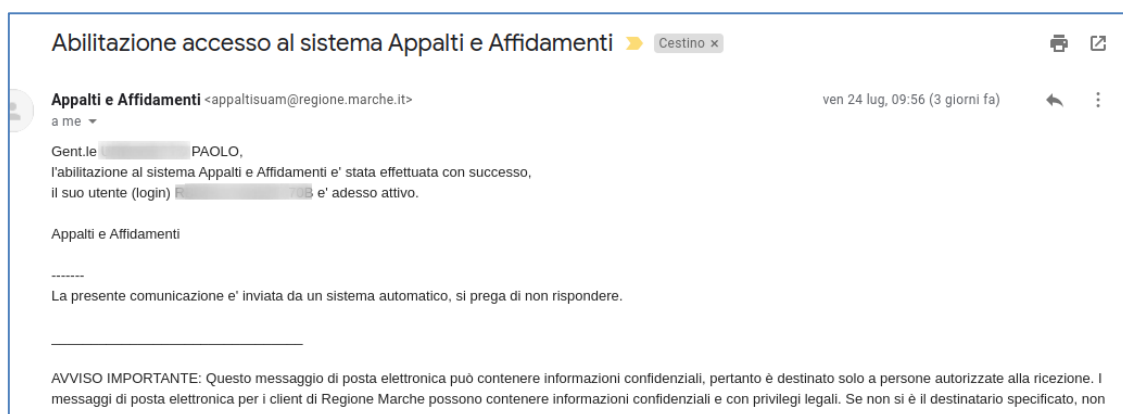 Abilitazione accesso al sistema Appalti e Affidamenti Cestino ×
Appalti e Affidamenti <appaltisuam@regione.marche.it> ven 24 lug, 09:56 (3 giorni fa)
a me
Gent.le PAOLO,
l'abilitazione al sistema Appalti e Affidamenti e' stata effettuata con successo,
il suo utente (login) e' adesso attivo.
Appalti e Affidamenti
-------
La presente comunicazione e' inviata da un sistema automatico, si prega di non rispondere.
AVVISO IMPORTANTE: Questo messaggio di posta elettronica può contenere informazioni confidenziali, pertanto è destinato solo a persone autorizzate alla ricezione. I
messaggi di posta elettronica per i client di Regione Marche possono contenere informazioni confidenziali e con privilegi legali. Se non si è il destinatario specificato, non